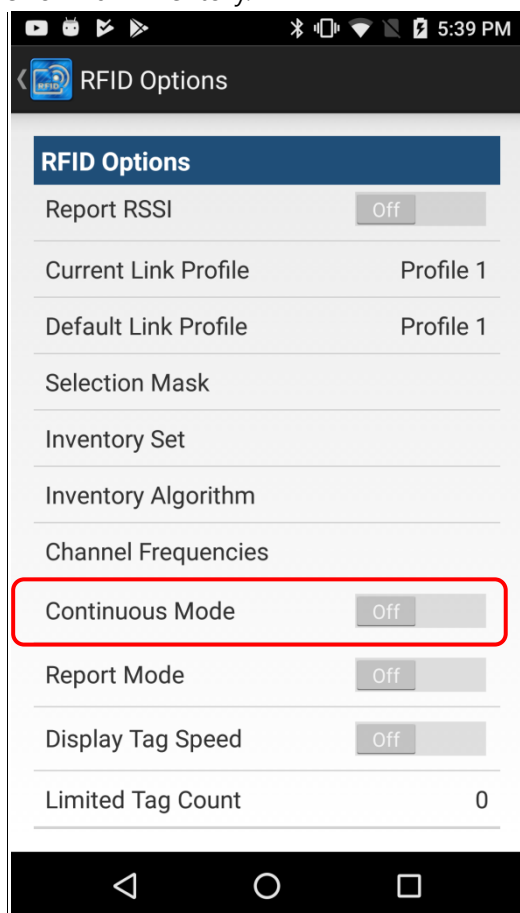 5:39 PM
RFID
RFID Options
RFID Options
Report RSSI Off
Current Link Profile Profile 1
Default Link Profile Profile 1
Selection Mask
Inventory Set
Inventory Algorithm
Channel Frequencies
Continuous Mode Off
Report Mode Off
Display Tag Speed Off
Limited Tag Count 0